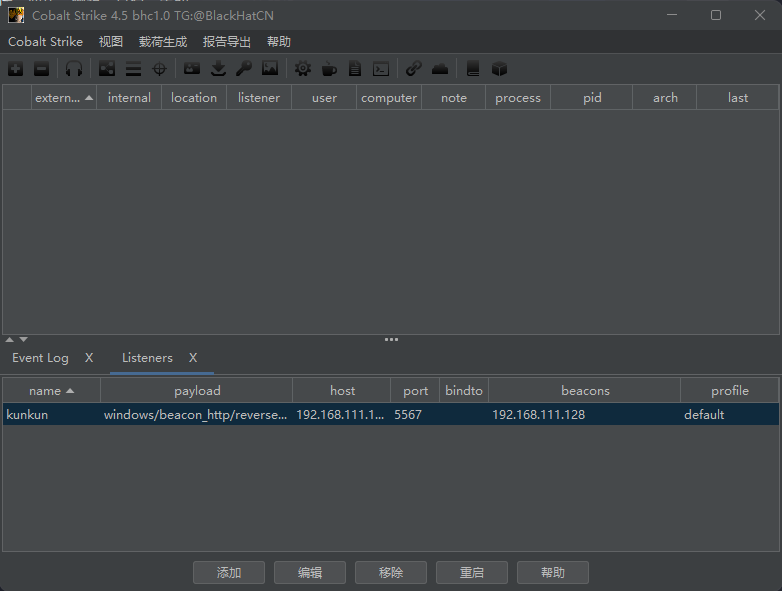 Cobalt Strike 4.5 bhc1.0 TG:@BlackHatCN
Cobalt Strike 视图 载荷生成 报告导出 帮助
extern... internal location listener user computer note process pid arch last
Event Log X Listeners X
name payload host port bindto beacons profile
kunkun windows/beacon_http/reverse... 192.168.111.1... 5567 192.168.111.128 default
添加 编辑 移除 重启 帮助